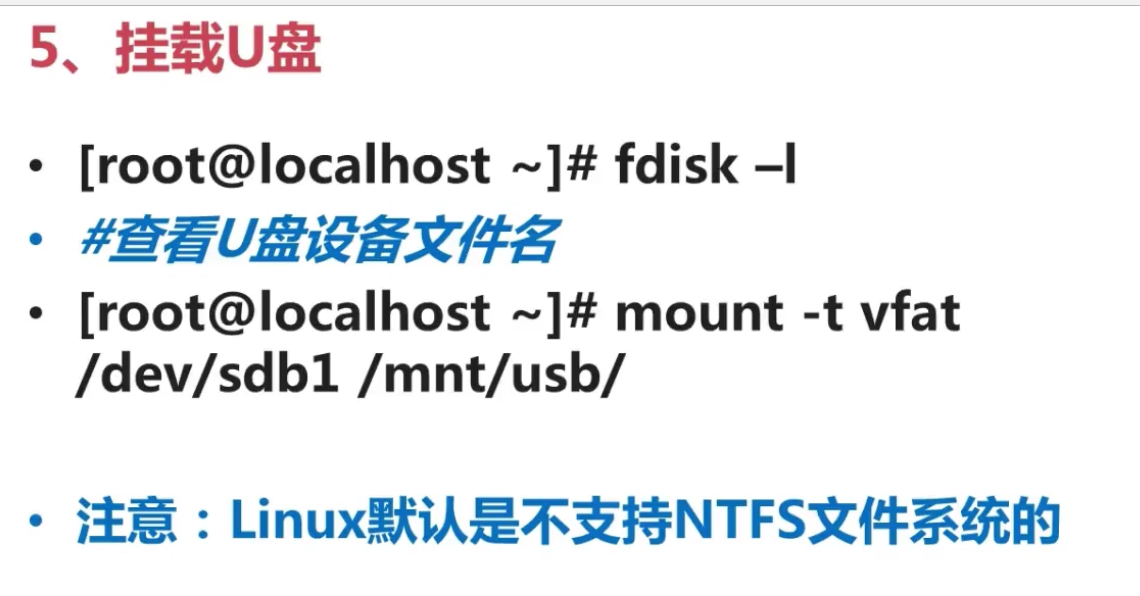 5、挂载U盘
• [root@localhost ~]# fdisk –l
• #查看U盘设备文件名
• [root@localhost ~]# mount -t vfat
/dev/sdb1 /mnt/usb/
• 注意：Linux默认是不支持NTFS文件系统的